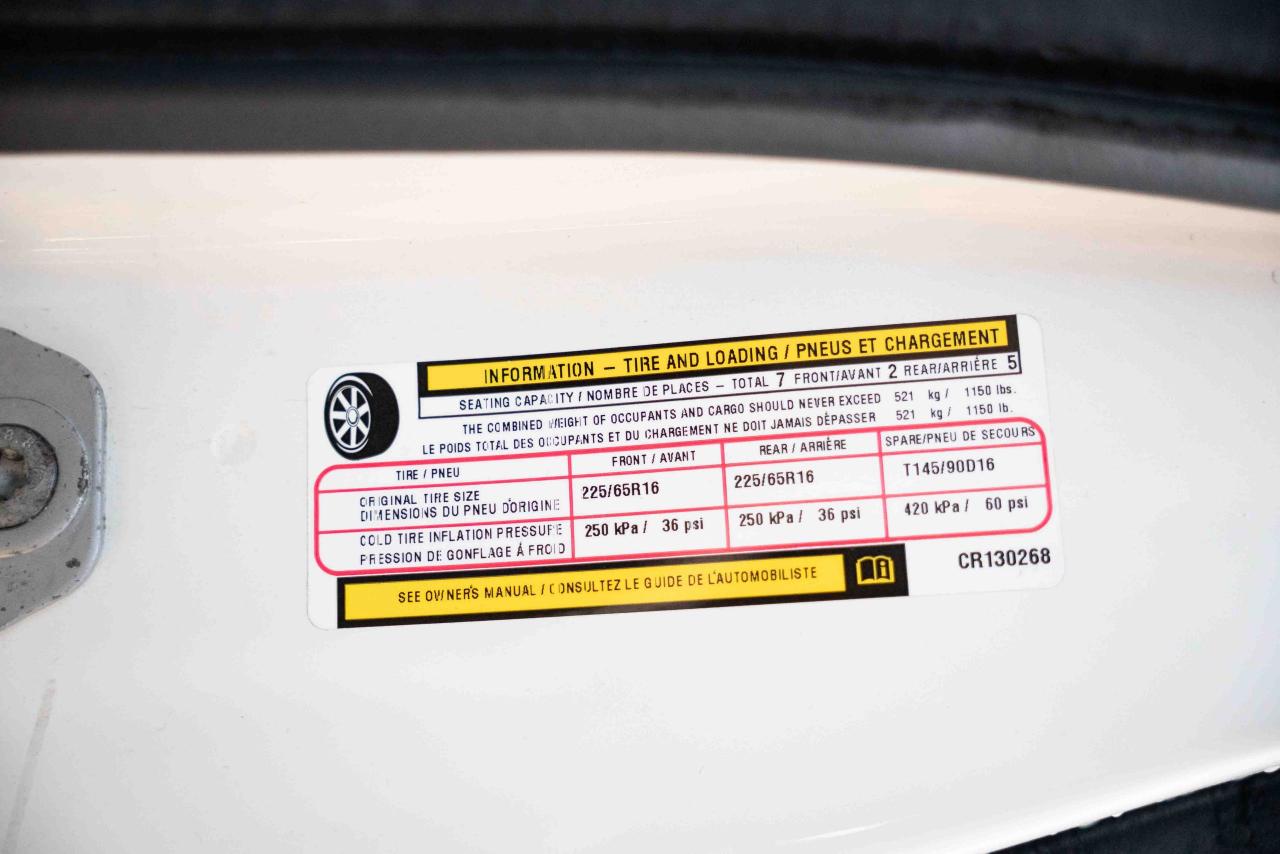 INFORMATION – TIRE AND LOADING / PNEUS ET CHARGEMENT
SEATING CAPACITY / NOMBRE DE PLACES – TOTAL 7 FRONT/AVANT 2 REAR/ARRIÈRE 5
THE COMBINED WEIGHT OF OCCUPANTS AND CARGO SHOULD NEVER EXCEED 521 kg / 1150 lbs.
LE POIDS TOTAL DES OCCUPANTS ET DU CHARGEMENT NE DOIT JAMAIS DÈPASSER 521 kg / 1150 lb.
TIRE / PNEU FRONT / AVANT REAR / ARRIÈRE SPARE/PNEU DE SECOURS
ORIGINAL TIRE SIZE
DIMENSIONS DU PNEU D'ORIGINE
225/65R16 225/65R16 T145/90D16
COLD TIRE INFLATION PRESSURE
PRESSION DE GONFLAGE À FROID
250 kPa / 36 psi 250 kPa / 36 psi 420 kPa / 60 psi
SEE OWNER'S MANUAL / CONSULTEZ LE GUIDE DE L'AUTOMOBILISTE
CR130268